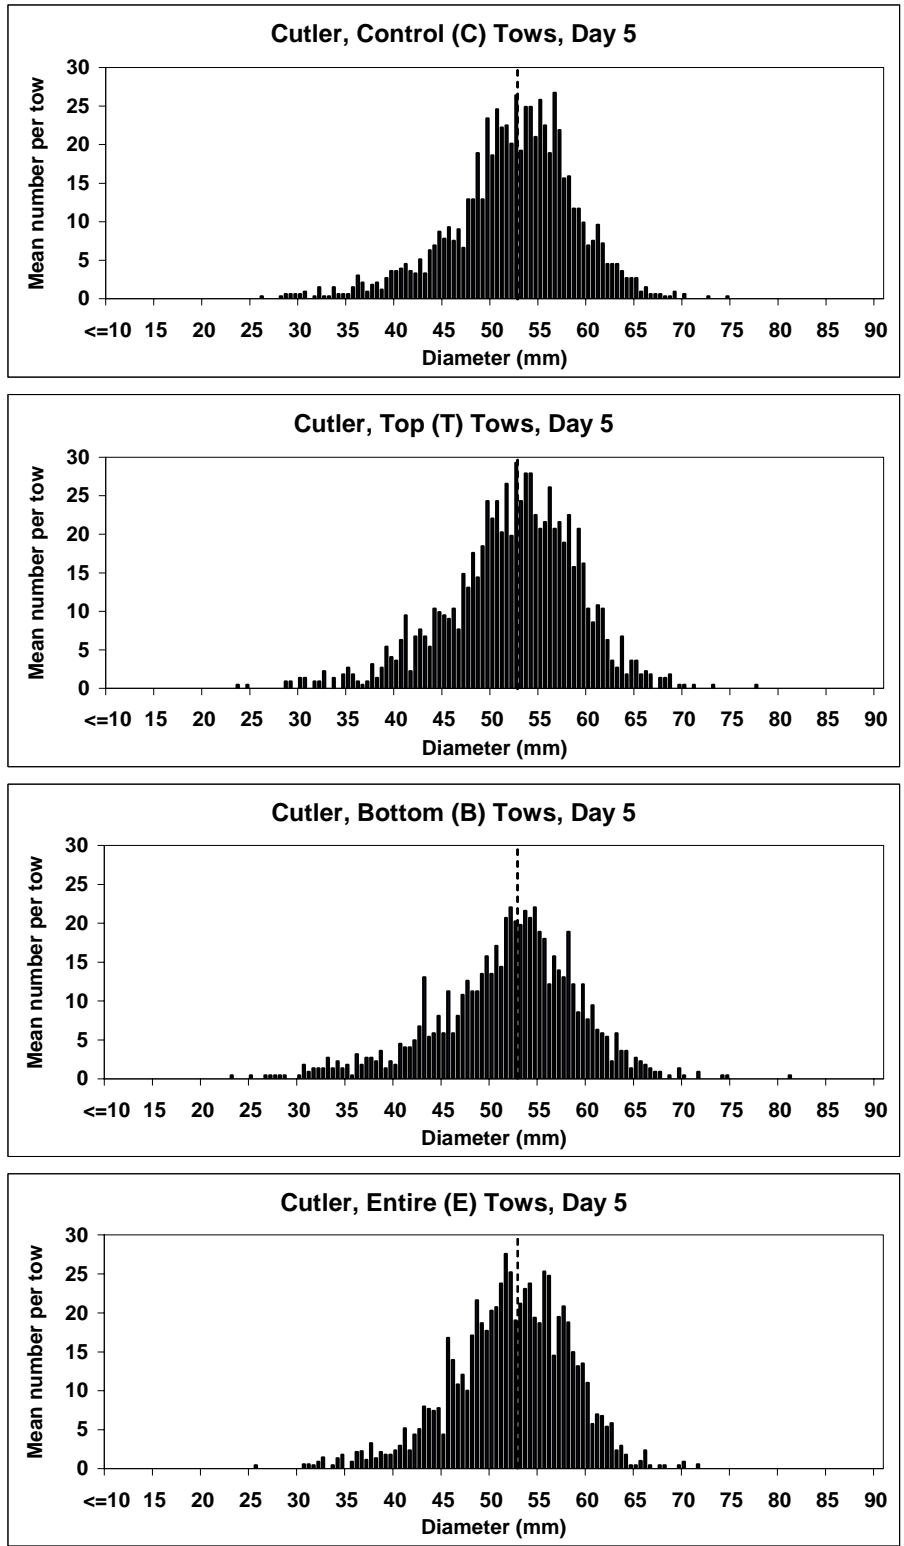 Cutler, Control (C) Tows, Day 5
30
25
20
15
10
5
0
Mean number per tow
<=10 15 20 25 30 35 40 45 50 55 60 65 70 75 80 85 90
Diameter (mm)
Cutler, Top (T) Tows, Day 5
30
25
20
15
10
5
0
Mean number per tow
<=10 15 20 25 30 35 40 45 50 55 60 65 70 75 80 85 90
Diameter (mm)
Cutler, Bottom (B) Tows, Day 5
30
25
20
15
10
5
0
Mean number per tow
<=10 15 20 25 30 35 40 45 50 55 60 65 70 75 80 85 90
Diameter (mm)
Cutler, Entire (E) Tows, Day 5
30
25
20
15
10
5
0
Mean number per tow
<=10 15 20 25 30 35 40 45 50 55 60 65 70 75 80 85 90
Diameter (mm)